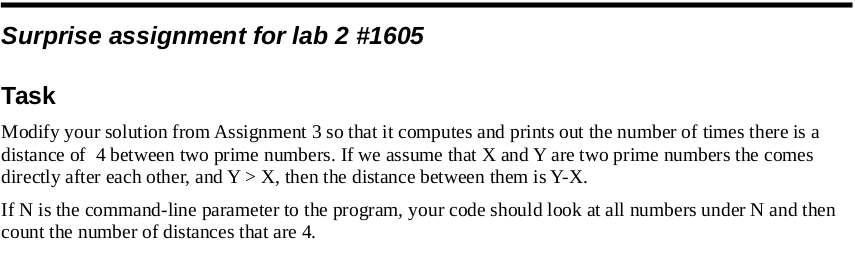 Surprise assignment for lab 2 #1605
Task
Modify your solution from Assignment 3 so that it computes and prints out the number of times there is a
distance of  4 between two prime numbers. If we assume that X and Y are two prime numbers the comes
directly after each other, and Y > X, then the distance between them is Y-X.
If N is the command-line parameter to the program, your code should look at all numbers under N and then
count the number of distances that are 4.